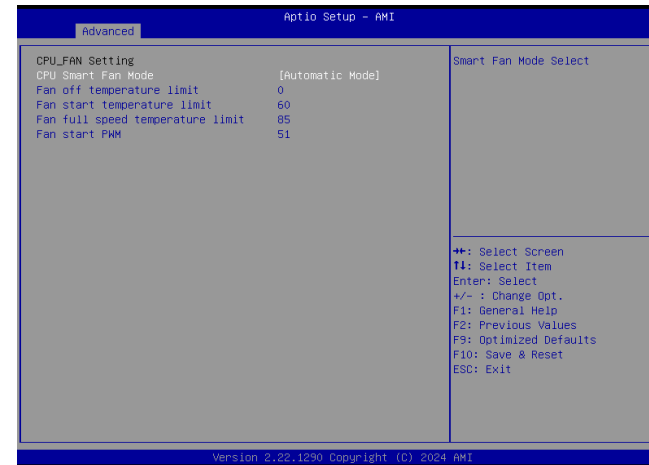 Aptio Setup – AMI
Advanced
CPU_FAN Setting
CPU Smart Fan Mode [Automatic Mode]
Fan off temperature limit 0
Fan start temperature limit 60
Fan full speed temperature limit 85
Fan start PWM 51
Smart Fan Mode Select
→←: Select Screen
↑↓: Select Item
Enter: Select
+/- : Change Opt.
F1: General Help
F2: Previous Values
F9: Optimized Defaults
F10: Save & Reset
ESC: Exit
Version 2.22.1290 Copyright (C) 2024 AMI